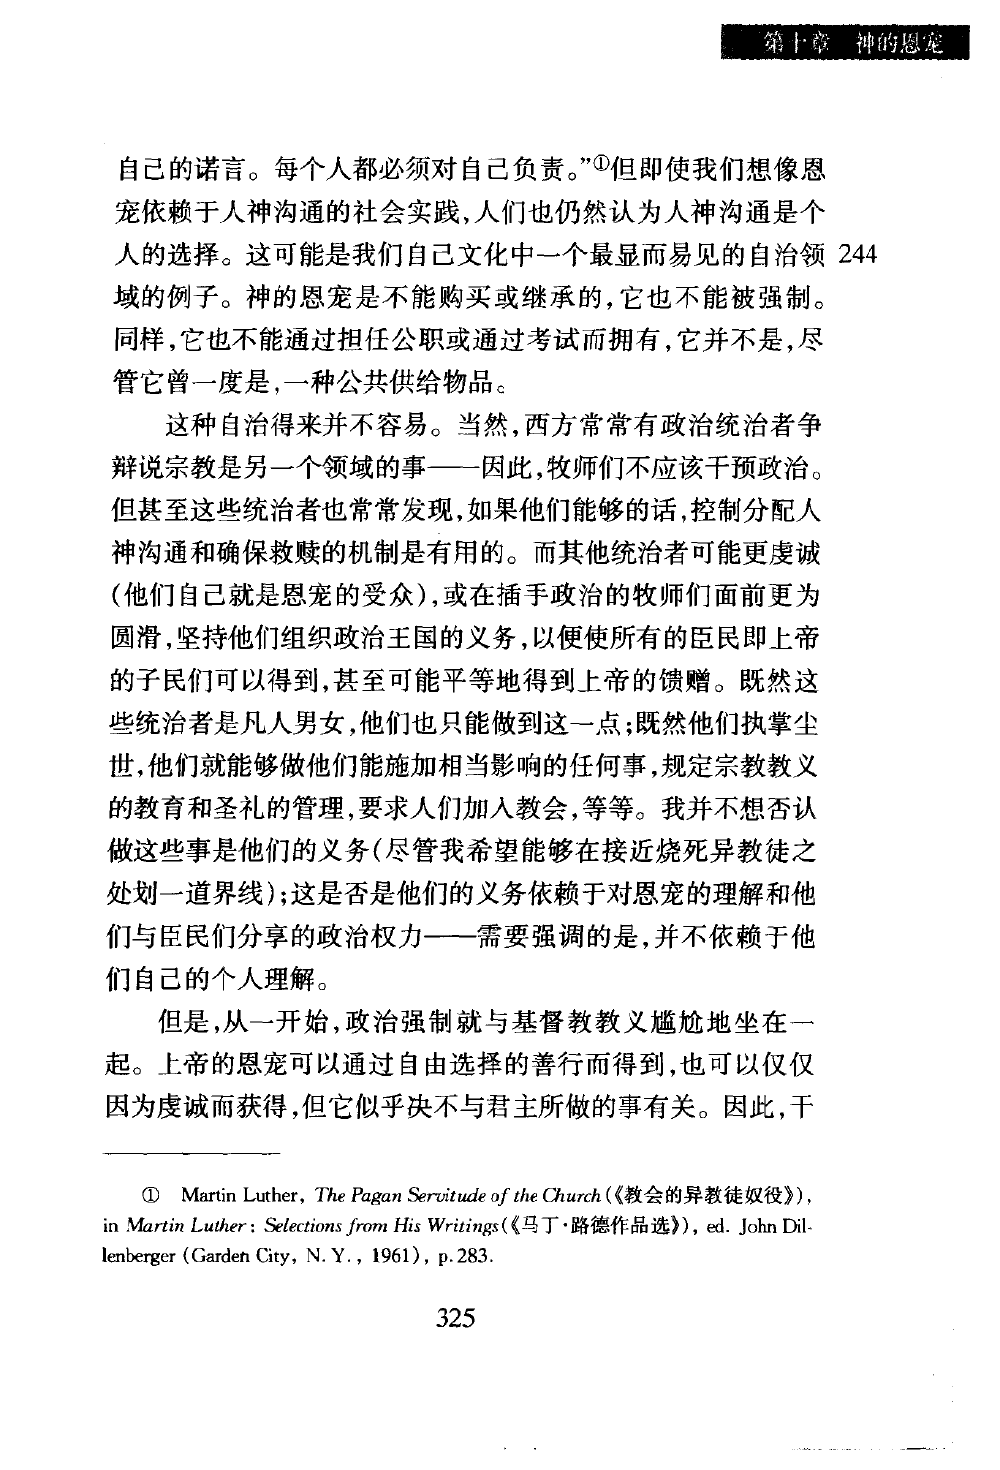 第十章 神的恩宠
自己的诺言。每个人都必须对自己负责。”①但即使我们想像恩
宠依赖于人神沟通的社会实践,人们也仍然认为人神沟通是个
人的选择。这可能是我们自己文化中一个最显而易见的自治领 244
域的例子。神的恩宠是不能购买或继承的,它也不能被强制。
同样,它也不能通过担任公职或通过考试而拥有,它并不是,尽
管它曾一度是,一种公共供给物品。
这种自治得来并不容易。当然,西方常常有政治统治者争
辩说宗教是另一个领域的事——因此,牧师们不应该干预政治。
但甚至这些统治者也常常发现,如果他们能够的话,控制分配人
神沟通和确保救赎的机制是有用的。而其他统治者可能更虔诚
(他们自己就是恩宠的受众),或在插手政治的牧师们面前更为
圆滑,坚持他们组织政治王国的义务,以便使所有的臣民即上帝
的子民们可以得到,甚至可能平等地得到上帝的馈赠。既然这
些统治者是凡人男女,他们也只能做到这一点;既然他们执掌尘
世,他们就能够做他们能施加相当影响的任何事,规定宗教教义
的教育和圣礼的管理,要求人们加入教会,等等。我并不想否认
做这些事是他们的义务(尽管我希望能够在接近烧死异教徒之
处划一道界线);这是否是他们的义务依赖于对恩宠的理解和他
们与臣民们分享的政治权力——需要强调的是,并不依赖于他
们自己的个人理解。
但是,从一开始,政治强制就与基督教教义尴尬地坐在一
起。上帝的恩宠可以通过自由选择的善行而得到,也可以仅仅
因为虔诚而获得,但它似乎决不与君主所做的事有关。因此,干
① Martin Luther, The Pagan Servitude of the Church(《教会的异教徒奴役》),
in Martin Luther: Selections from His Writings(《马丁·路德作品选》), ed. John Dil-
lenberger (Garden City, N. Y., 1961), p. 283.
325